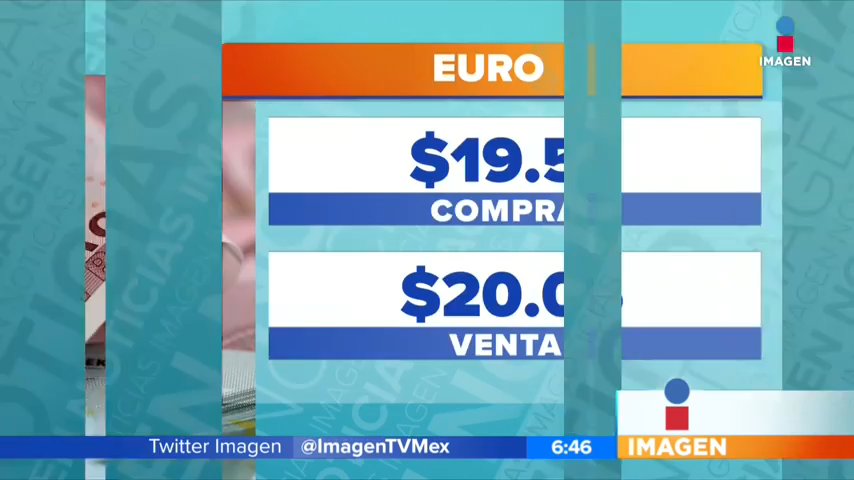 IMAGEN
EURO
$19.5
COMPRA
$20.0
VENTA
Twitter Imagen @ImagenTVMex 6:46 IMAGEN